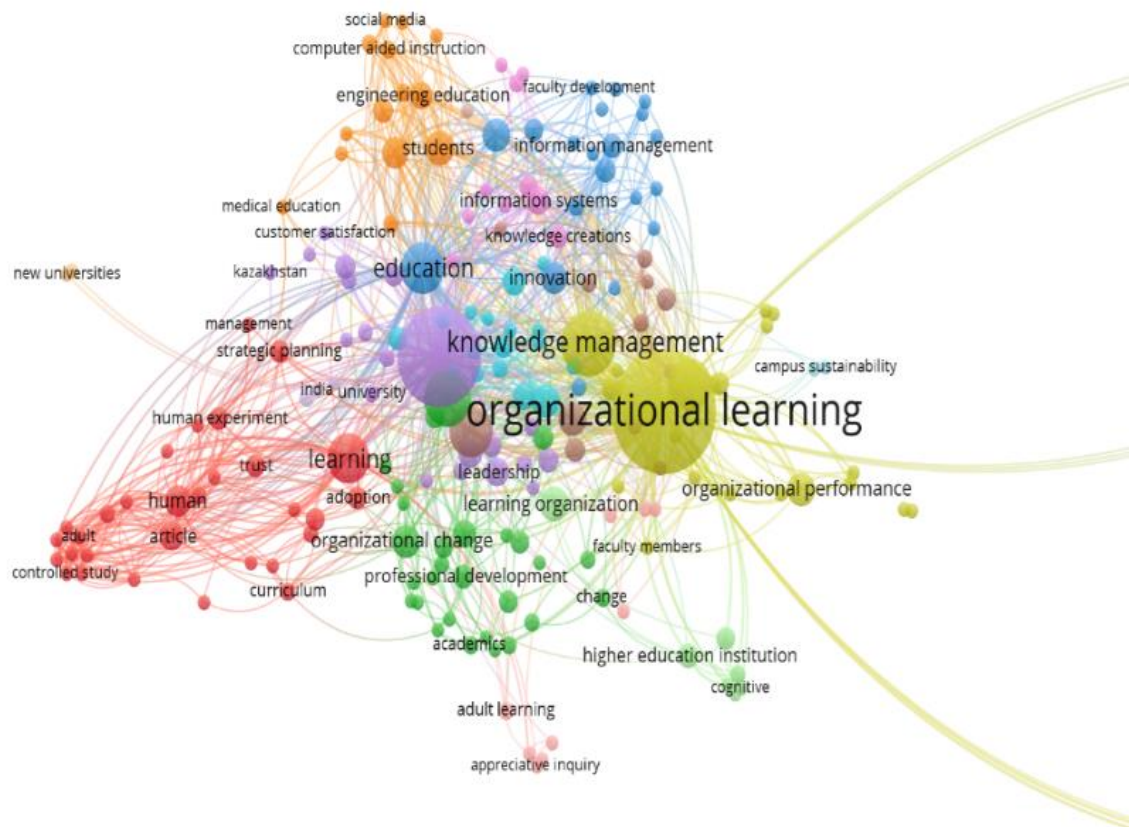 social media
computer aided instruction
faculty development
engineering education
students
information management
medical education
information systems
customer satisfaction
knowledge creations
new universities
kazakhstan
education
innovation
management
knowledge management
strategic planning
campus sustainability
india
university
organizational learning
human experiment
learning
trust
leadership
organizational performance
human
adoption
learning organization
article
adult
organizational change
faculty members
controlled study
professional development
curriculum
change
academics
higher education institution
cognitive
adult learning
appreciative inquiry